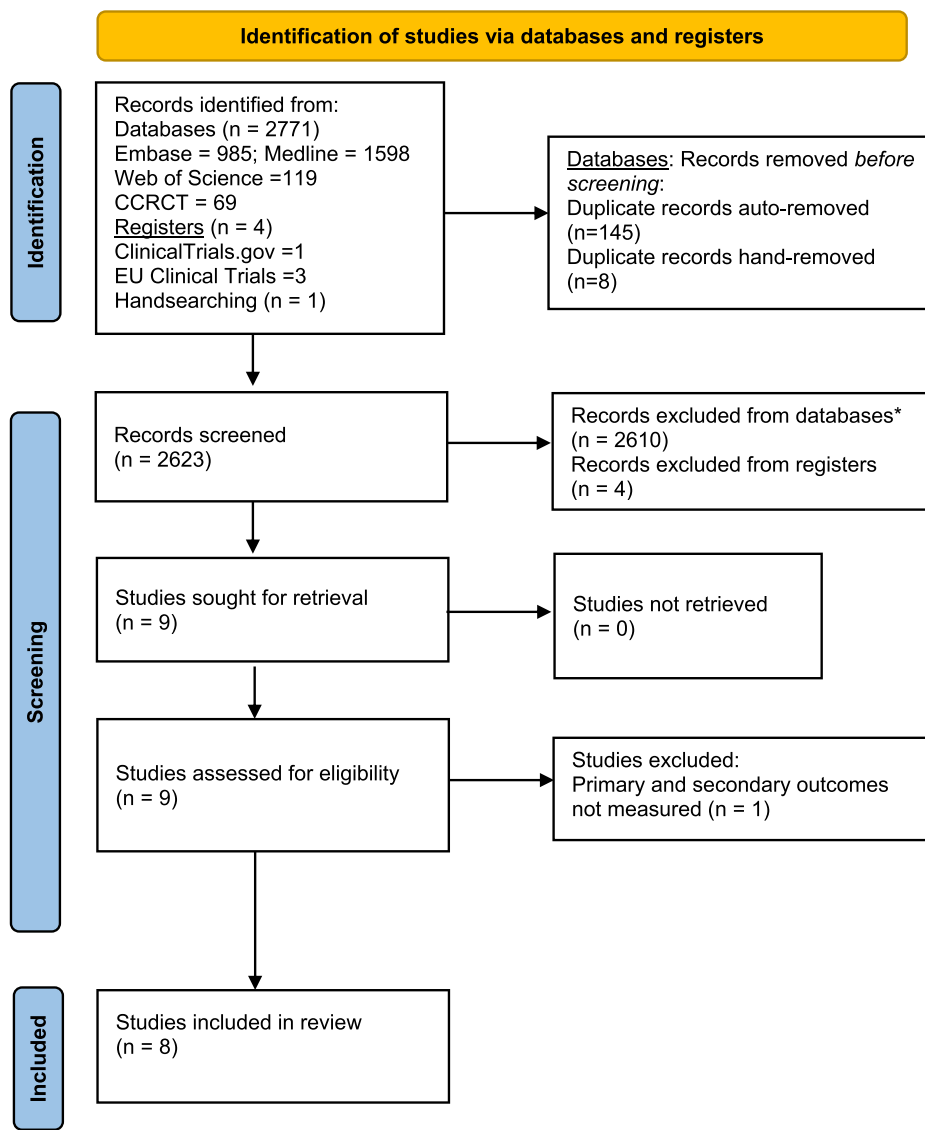 Identification of studies via databases and registers
Identification
Records identified from:
Databases (n = 2771)
Embase = 985; Medline = 1598
Web of Science =119
CCRCT = 69
Registers (n = 4)
ClinicalTrials.gov =1
EU Clinical Trials =3
Handsearching (n = 1)
Databases: Records removed before
screening:
Duplicate records auto-removed
(n=145)
Duplicate records hand-removed
(n=8)
Screening
Records screened
(n = 2623)
Records excluded from databases*
(n = 2610)
Records excluded from registers
(n = 4)
Studies sought for retrieval
(n = 9)
Studies not retrieved
(n = 0)
Studies assessed for eligibility
(n = 9)
Studies excluded:
Primary and secondary outcomes
not measured (n = 1)
Included
Studies included in review
(n = 8)